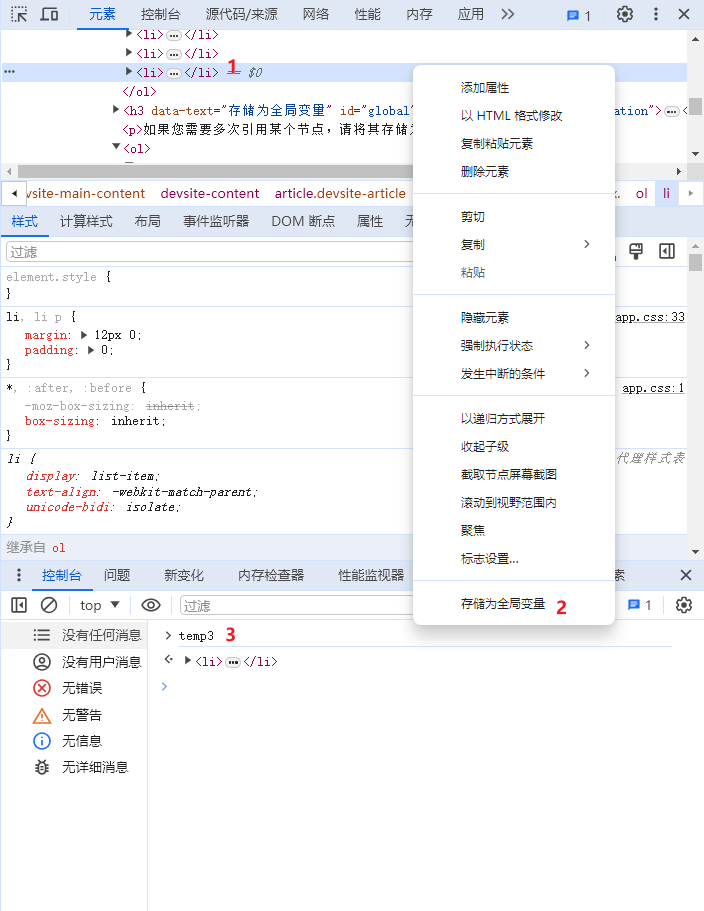 元素 控制台 源代码/来源 网络 性能 内存 应用 1
<li> … </li>
<li> … </li>
… <li> … </li> == $0 1
</ol>
<h3 data-text="存储为全局变量" id="global" ation"> … <
<p>如果您需要多次引用某个节点，请将其存储
<ol>
vsite-main-content devsite-content article.devsite-article ol li
样式 计算样式 布局 事件监听器 DOM 断点 属性
过滤
element.style {
}
li, li p { app.css:33
margin: 12px 0;
padding: 0;
}
*, :after, :before { app.css:1
-moz-box-sizing: inherit;
box-sizing: inherit;
}
li { 代理样式表
display: list-item;
text-align: -webkit-match-parent;
unicode-bidi: isolate;
}
继承自 ol
添加属性
以 HTML 格式修改
复制粘贴元素
删除元素
剪切
复制
粘贴
隐藏元素
强制执行状态
发生中断的条件
以递归方式展开
收起子级
截取节点屏幕截图
滚动到视野范围内
聚焦
标志设置...
存储为全局变量 2
控制台 问题 新变化 内存检查器 性能监视器 索
top 过滤 1
没有任何消息
没有用户消息
无错误
无警告
无信息
无详细消息
temp3 3
<li> … </li>